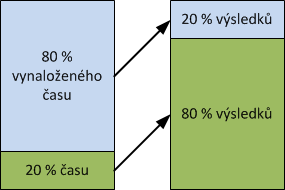 80 %
vynaloženého
času
20 % času
20 % výsledků
80 % výsledků